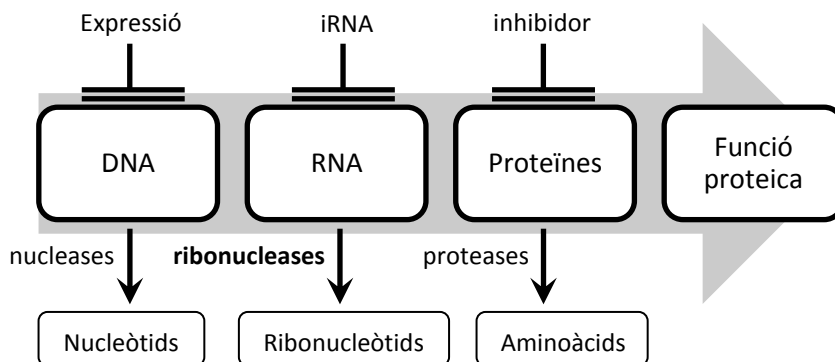 Expressió
iRNA
inhibidor
DNA
RNA
Proteïnes
Funció
proteica
nucleases
ribonucleases
proteases
Nucleòtids
Ribonucleòtids
Aminoàcids